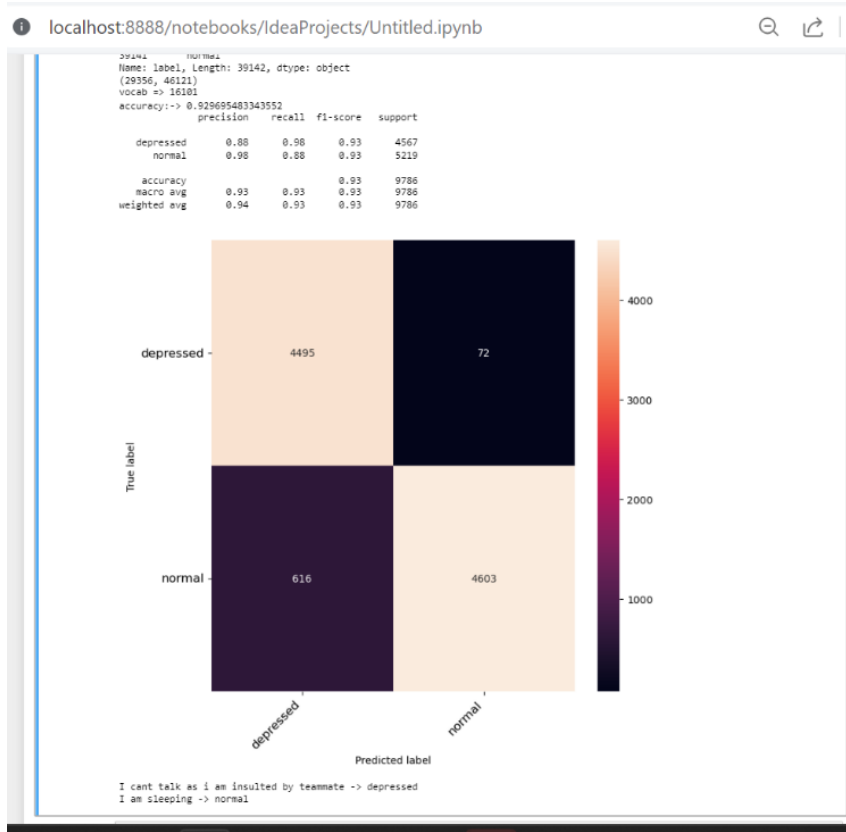 localhost:8888/notebooks/IdeaProjects/Untitled.ipynb
39141 normal
Name: label, Length: 39142, dtype: object
(29356, 46121)
vocab => 16101
accuracy:-> 0.929695483343552
precision recall f1-score support
depressed 0.88 0.98 0.93 4567
normal 0.98 0.88 0.93 5219
accuracy 0.93 9786
macro avg 0.93 0.93 0.93 9786
weighted avg 0.94 0.93 0.93 9786
4000
depressed 4495 72
3000
True label
2000
normal 616 4603
1000
depressed normal
Predicted label
I cant talk as i am insulted by teammate -> depressed
I am sleeping -> normal